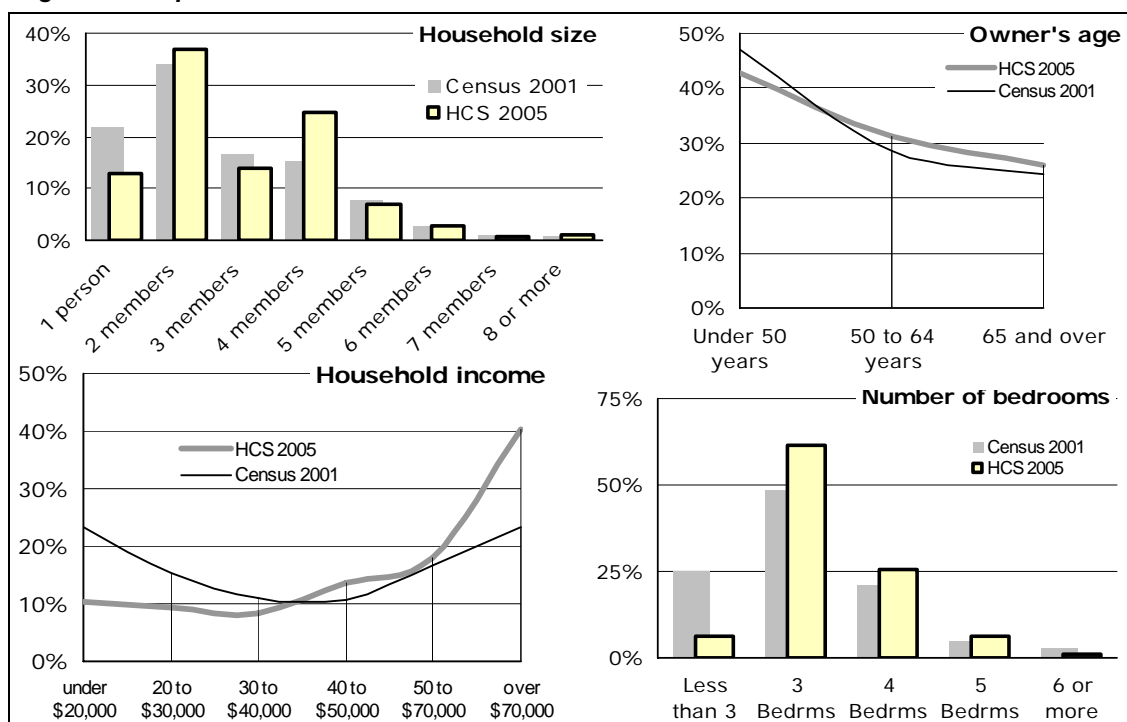 Household size
40%
30%
20%
10%
0%
Census 2001
HCS 2005
1 person
2 members
3 members
4 members
5 members
6 members
7 members
8 or more
Owner's age
50%
40%
30%
20%
10%
0%
HCS 2005
Census 2001
Under 50
years
50 to 64
years
65 and over
Household income
50%
40%
30%
20%
10%
0%
HCS 2005
Census 2001
under
$20,000
20 to
$30,000
30 to
$40,000
40 to
$50,000
50 to
$70,000
over
$70,000
Number of bedrooms
75%
50%
25%
0%
Census 2001
HCS 2005
Less
than 3
3
Bedrms
4
Bedrms
5
Bedrms
6 or
more